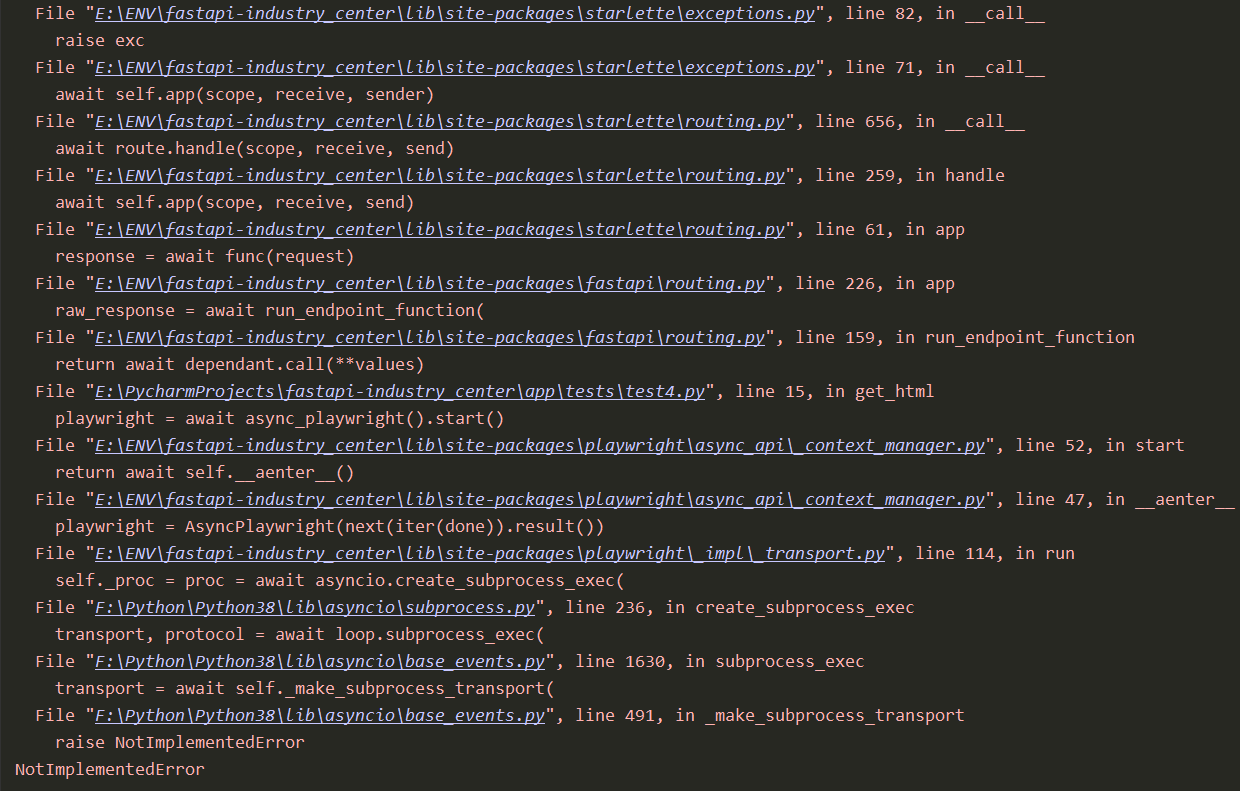 File "E:\ENV\fastapi-industry_center\lib\site-packages\starlette\exceptions.py", line 82, in __call__
raise exc
File "E:\ENV\fastapi-industry_center\lib\site-packages\starlette\exceptions.py", line 71, in __call__
await self.app(scope, receive, sender)
File "E:\ENV\fastapi-industry_center\lib\site-packages\starlette\routing.py", line 656, in __call__
await route.handle(scope, receive, send)
File "E:\ENV\fastapi-industry_center\lib\site-packages\starlette\routing.py", line 259, in handle
await self.app(scope, receive, send)
File "E:\ENV\fastapi-industry_center\lib\site-packages\starlette\routing.py", line 61, in app
response = await func(request)
File "E:\ENV\fastapi-industry_center\lib\site-packages\fastapi\routing.py", line 226, in app
raw_response = await run_endpoint_function(
File "E:\ENV\fastapi-industry_center\lib\site-packages\fastapi\routing.py", line 159, in run_endpoint_function
return await dependant.call(**values)
File "E:\PycharmProjects\fastapi-industry_center\app\tests\test4.py", line 15, in get_html
playwright = await async_playwright().start()
File "E:\ENV\fastapi-industry_center\lib\site-packages\playwright\async_api\_context_manager.py", line 52, in start
return await self.__aenter__()
File "E:\ENV\fastapi-industry_center\lib\site-packages\playwright\async_api\_context_manager.py", line 47, in __aenter__
playwright = AsyncPlaywright(next(iter(done)).result())
File "E:\ENV\fastapi-industry_center\lib\site-packages\playwright\_impl\_transport.py", line 114, in run
self._proc = proc = await asyncio.create_subprocess_exec(
File "F:\Python\Python38\lib\asyncio\subprocess.py", line 236, in create_subprocess_exec
transport, protocol = await loop.subprocess_exec(
File "F:\Python\Python38\lib\asyncio\base_events.py", line 1630, in subprocess_exec
transport = await self._make_subprocess_transport(
File "F:\Python\Python38\lib\asyncio\base_events.py", line 491, in _make_subprocess_transport
raise NotImplementedError
NotImplementedError